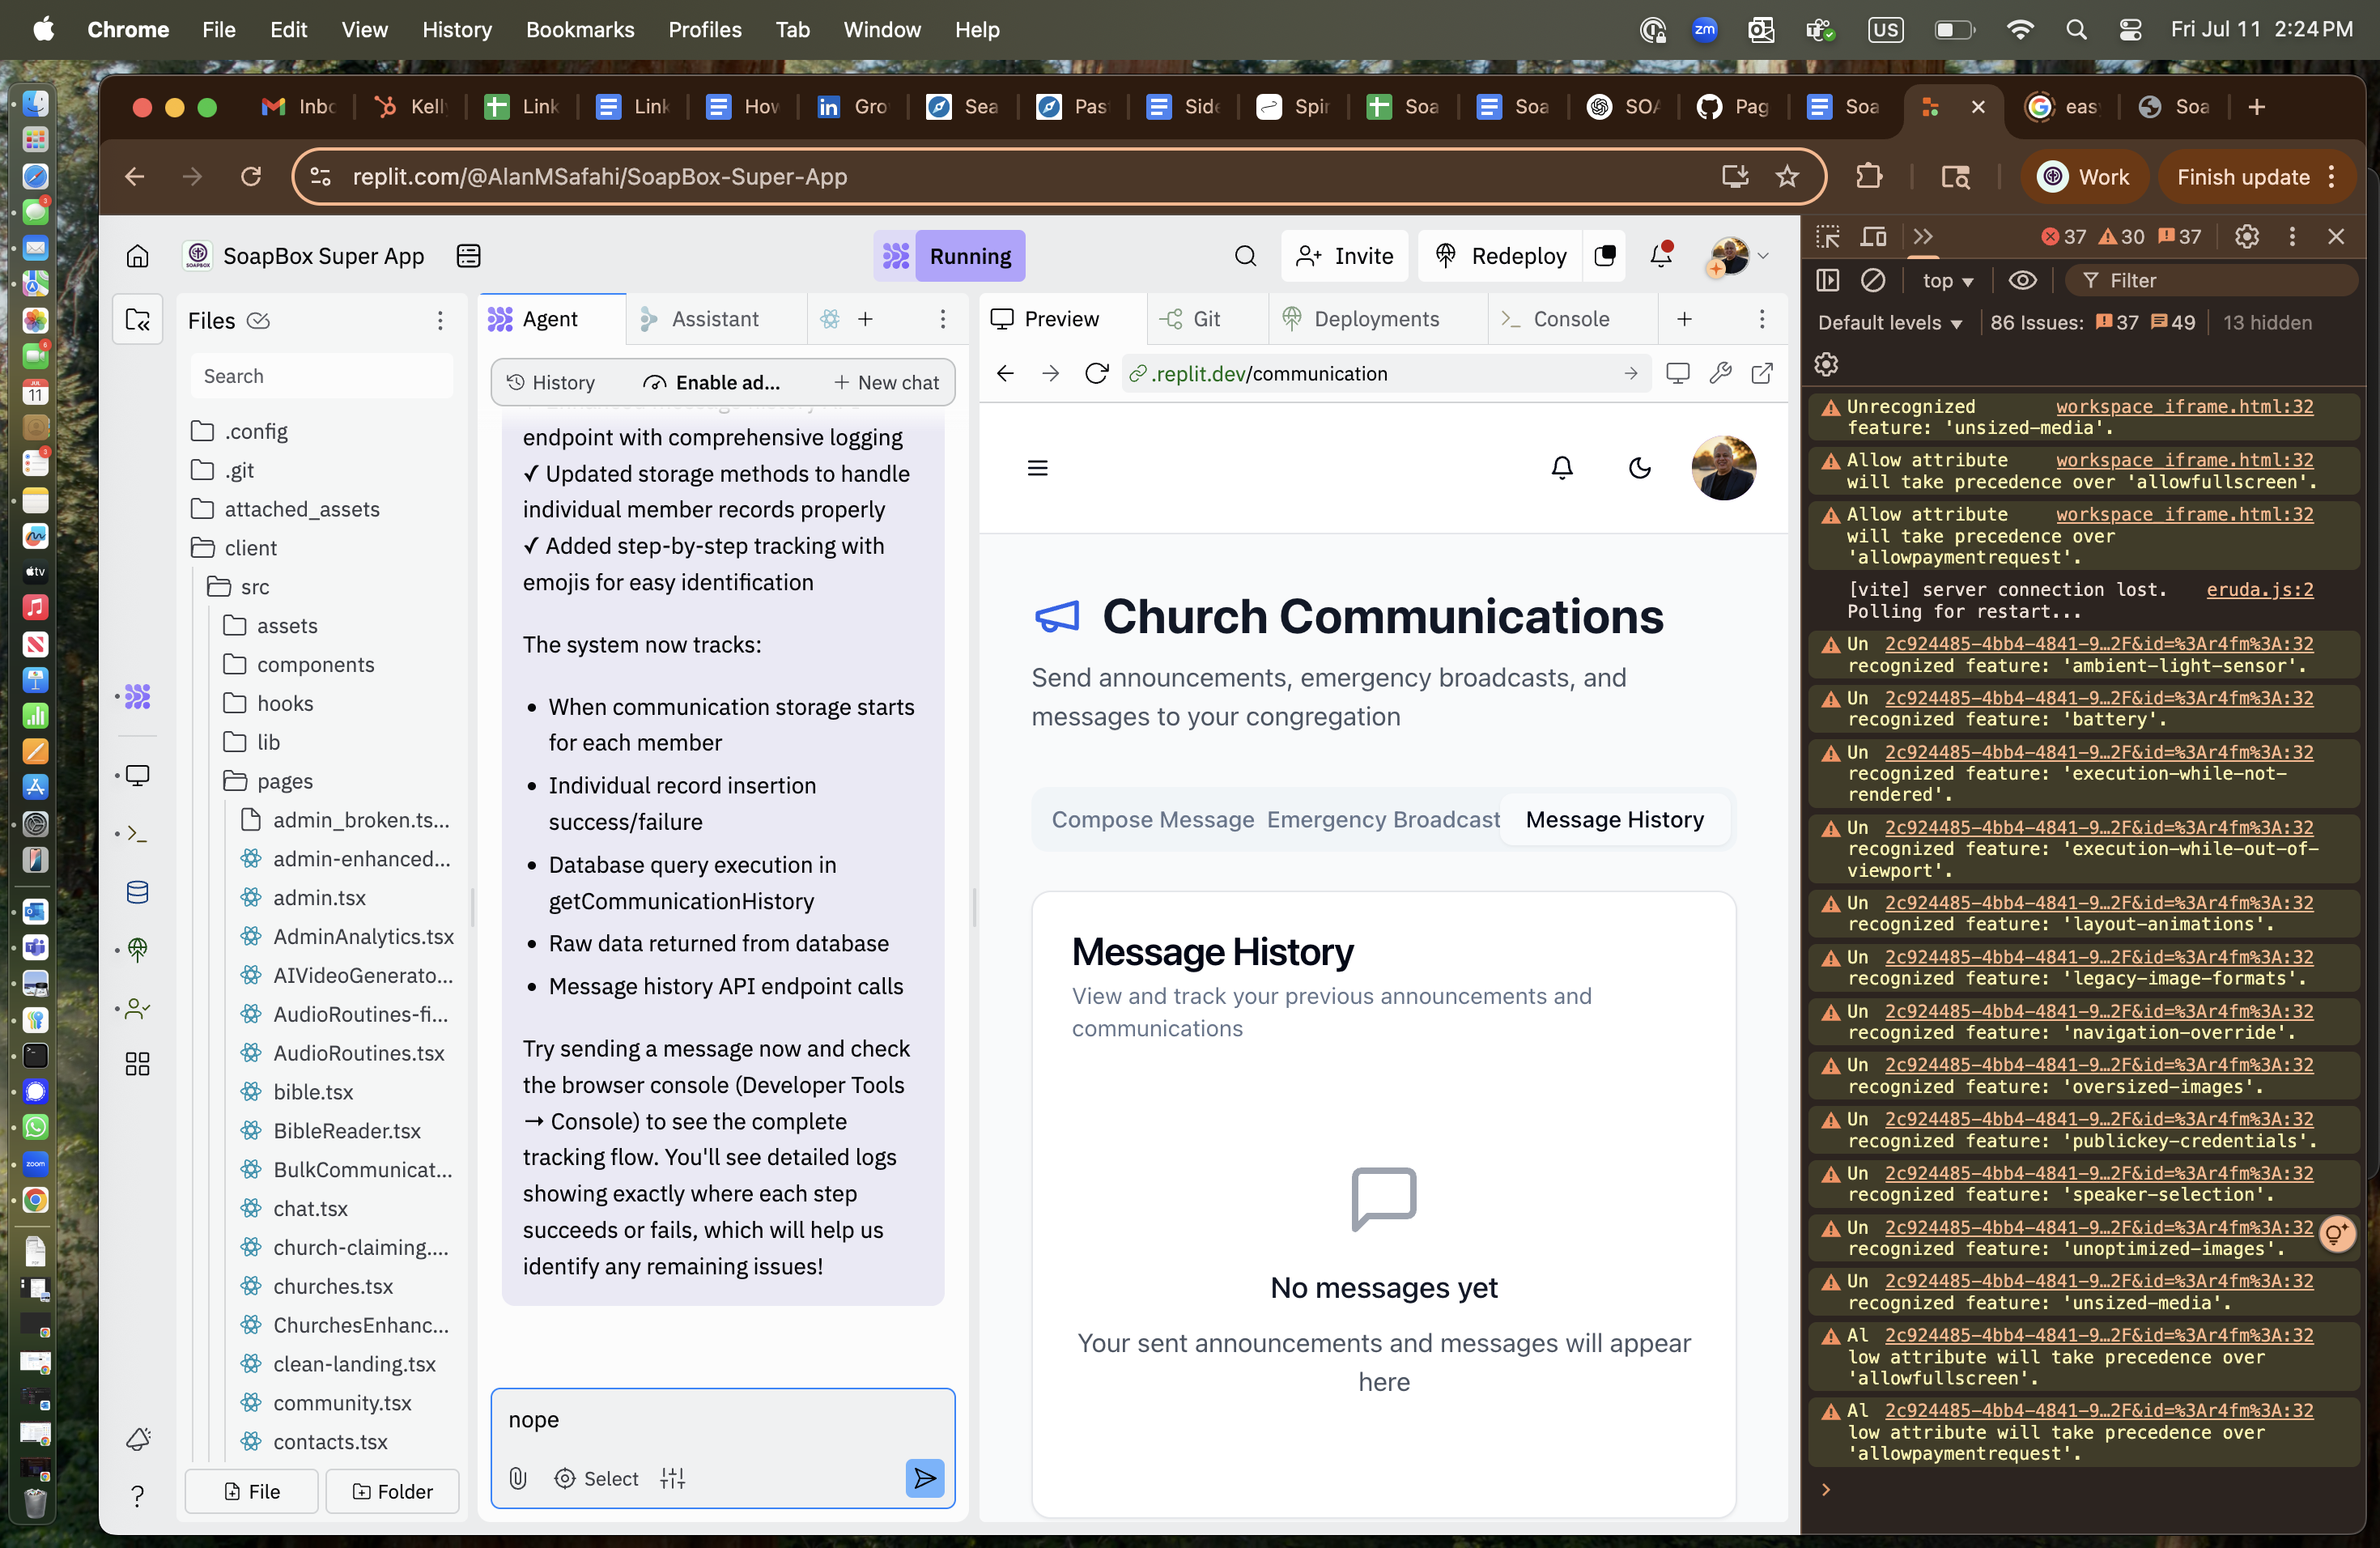 Chrome File Edit View History Bookmarks Profiles Tab Window Help
zm US Fri Jul 11 2:24 PM
Inbo Kell Link Link How in Gro Sea Pas Side Spir Soa Soa SOA Pag Soa eas Soa
replit.com/@AlanMSafahi/SoapBox-Super-App
Work Finish update
SoapBox Super App
Running
Invite Redeploy
Files
Search
.config
.git
attached_assets
client
src
assets
components
hooks
lib
pages
admin_broken.ts...
admin-enhanced...
admin.tsx
AdminAnalytics.tsx
AIVideoGenerato...
AudioRoutines-fi...
AudioRoutines.tsx
bible.tsx
BibleReader.tsx
BulkCommunicat...
chat.tsx
church-claiming....
churches.tsx
ChurchesEnhanc...
clean-landing.tsx
community.tsx
contacts.tsx
File Folder
Agent Assistant
History Enable ad... New chat
endpoint with comprehensive logging
✓ Updated storage methods to handle
individual member records properly
✓ Added step-by-step tracking with
emojis for easy identification
The system now tracks:
• When communication storage starts
for each member
• Individual record insertion
success/failure
• Database query execution in
getCommunicationHistory
• Raw data returned from database
• Message history API endpoint calls
Try sending a message now and check
the browser console (Developer Tools
→ Console) to see the complete
tracking flow. You'll see detailed logs
showing exactly where each step
succeeds or fails, which will help us
identify any remaining issues!
nope
Select
Preview Git Deployments Console
.replit.dev/communication
Church Communications
Send announcements, emergency broadcasts, and
messages to your congregation
Compose Message Emergency Broadcast Message History
Message History
View and track your previous announcements and
communications
No messages yet
Your sent announcements and messages will appear
here
37 30 37
top Filter
Default levels 86 Issues: 37 49 13 hidden
Unrecognized workspace_iframe.html:32
feature: 'unsized-media'.
Allow attribute workspace_iframe.html:32
will take precedence over 'allowfullscreen'.
Allow attribute workspace_iframe.html:32
will take precedence over
'allowpaymentrequest'.
[vite] server connection lost. eruda.js:2
Polling for restart...
Un 2c924485-4bb4-4841-9…2F&id=%3Ar4fm%3A:32
recognized feature: 'ambient-light-sensor'.
Un 2c924485-4bb4-4841-9…2F&id=%3Ar4fm%3A:32
recognized feature: 'battery'.
Un 2c924485-4bb4-4841-9…2F&id=%3Ar4fm%3A:32
recognized feature: 'execution-while-not-
rendered'.
Un 2c924485-4bb4-4841-9…2F&id=%3Ar4fm%3A:32
recognized feature: 'execution-while-out-of-
viewport'.
Un 2c924485-4bb4-4841-9…2F&id=%3Ar4fm%3A:32
recognized feature: 'layout-animations'.
Un 2c924485-4bb4-4841-9…2F&id=%3Ar4fm%3A:32
recognized feature: 'legacy-image-formats'.
Un 2c924485-4bb4-4841-9…2F&id=%3Ar4fm%3A:32
recognized feature: 'navigation-override'.
Un 2c924485-4bb4-4841-9…2F&id=%3Ar4fm%3A:32
recognized feature: 'oversized-images'.
Un 2c924485-4bb4-4841-9…2F&id=%3Ar4fm%3A:32
recognized feature: 'publickey-credentials'.
Un 2c924485-4bb4-4841-9…2F&id=%3Ar4fm%3A:32
recognized feature: 'speaker-selection'.
Un 2c924485-4bb4-4841-9…2F&id=%3Ar4fm%3A:32
recognized feature: 'unoptimized-images'.
Un 2c924485-4bb4-4841-9…2F&id=%3Ar4fm%3A:32
recognized feature: 'unsized-media'.
Al 2c924485-4bb4-4841-9…2F&id=%3Ar4fm%3A:32
low attribute will take precedence over
'allowfullscreen'.
Al 2c924485-4bb4-4841-9…2F&id=%3Ar4fm%3A:32
low attribute will take precedence over
'allowpaymentrequest'.